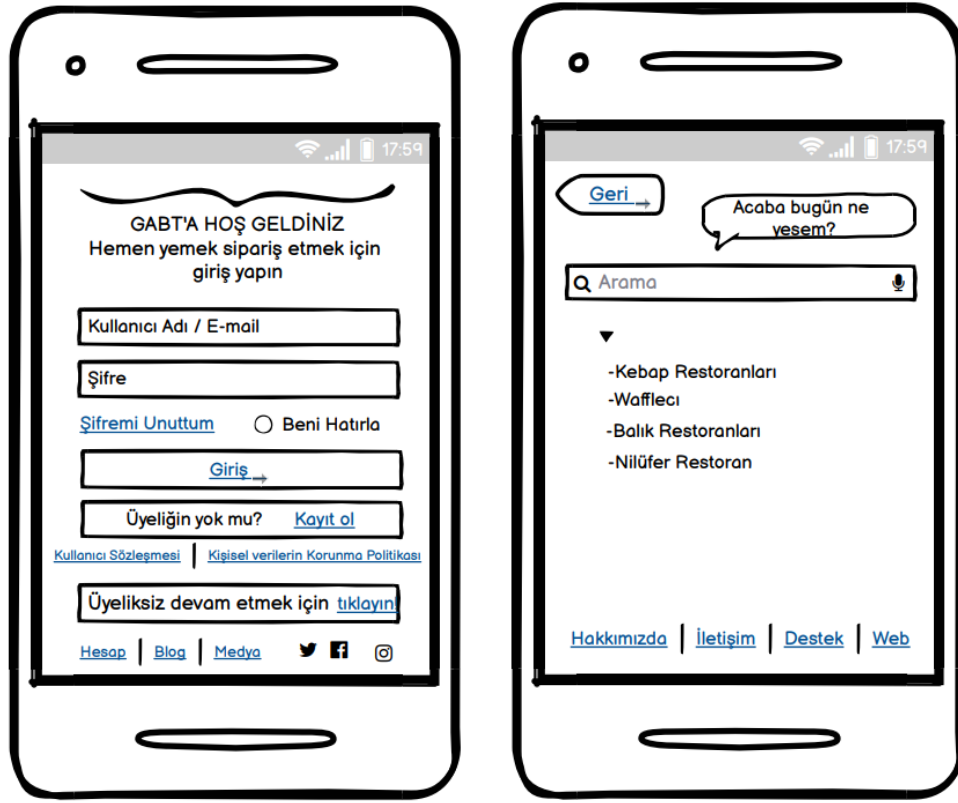 17:59
GABT'A HOŞ GELDİNİZ
Hemen yemek sipariş etmek için
giriş yapın
Kullanıcı Adı / E-mail
Şifre
Şifremi Unuttum Beni Hatırla
Giriş
Üyeliğin yok mu? Kayıt ol
Kullanıcı Sözleşmesi Kişisel verilerin Korunma Politikası
Üyeliksiz devam etmek için tıklayın!
Hesap Blog Medya
17:59
Geri
Acaba bugün ne
yesem?
Arama
-Kebap Restoranları
-Wafflecı
-Balık Restoranları
-Nilüfer Restoran
Hakkımızda İletişim Destek Web